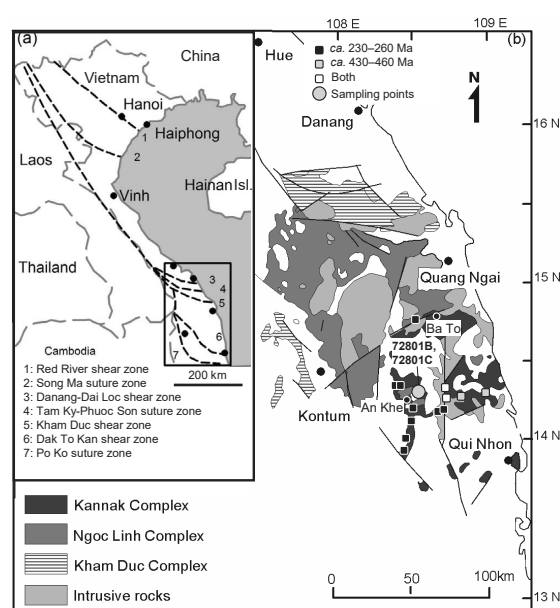 (a)
China
Vietnam
Hanoi
Haiphong
1
2
Laos
Hainan Isl.
Vinh
Thailand
3
4
5
6
7
Cambodia
200 km
1: Red River shear zone
2: Song Ma suture zone
3: Danang-Dai Loc shear zone
4: Tam Ky-Phuoc Son suture zone
5: Kham Duc shear zone
6: Dak To Kan shear zone
7: Po Ko suture zone
Kannak Complex
Ngoc Linh Complex
Kham Duc Complex
Intrusive rocks
108 E
109 E
(b)
Hue
ca. 230–260 Ma
ca. 430–460 Ma
Both
Sampling points
N
Danang
16 N
Quang Ngai
15 N
Ba To
72801B,
72801C
An Khe
Kontum
Qui Nhon
14 N
0 50 100km
13 N